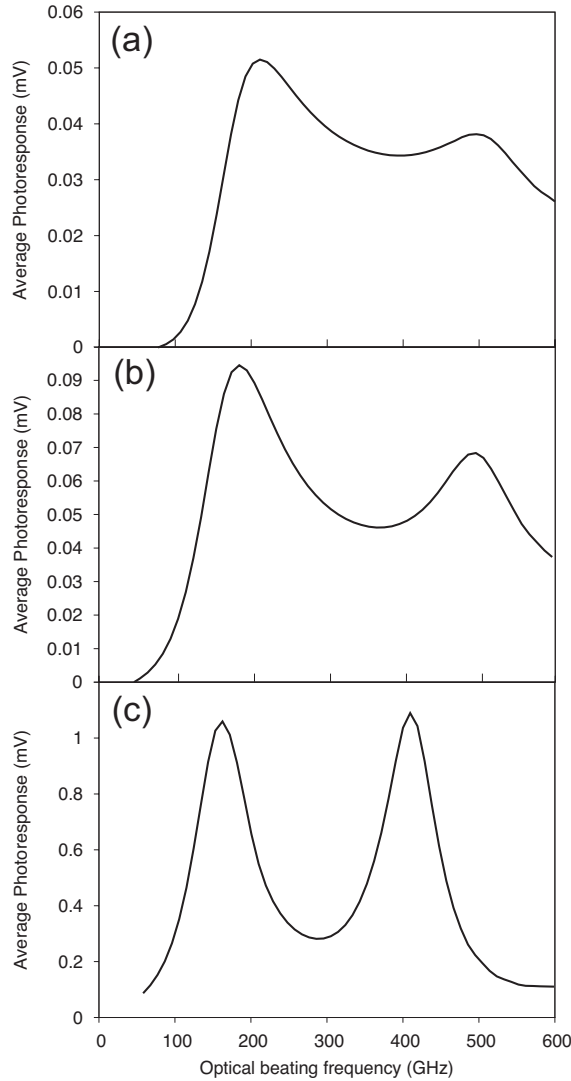 0.06
(a)
0.05
0.04
0.03
0.02
0.01
0
Average Photoresponse (mV)
(b)
0.09
0.08
0.07
0.06
0.05
0.04
0.03
0.02
0.01
0
Average Photoresponse (mV)
(c)
1
0.8
0.6
0.4
0.2
0
Average Photoresponse (mV)
0 100 200 300 400 500 600
Optical beating frequency (GHz)